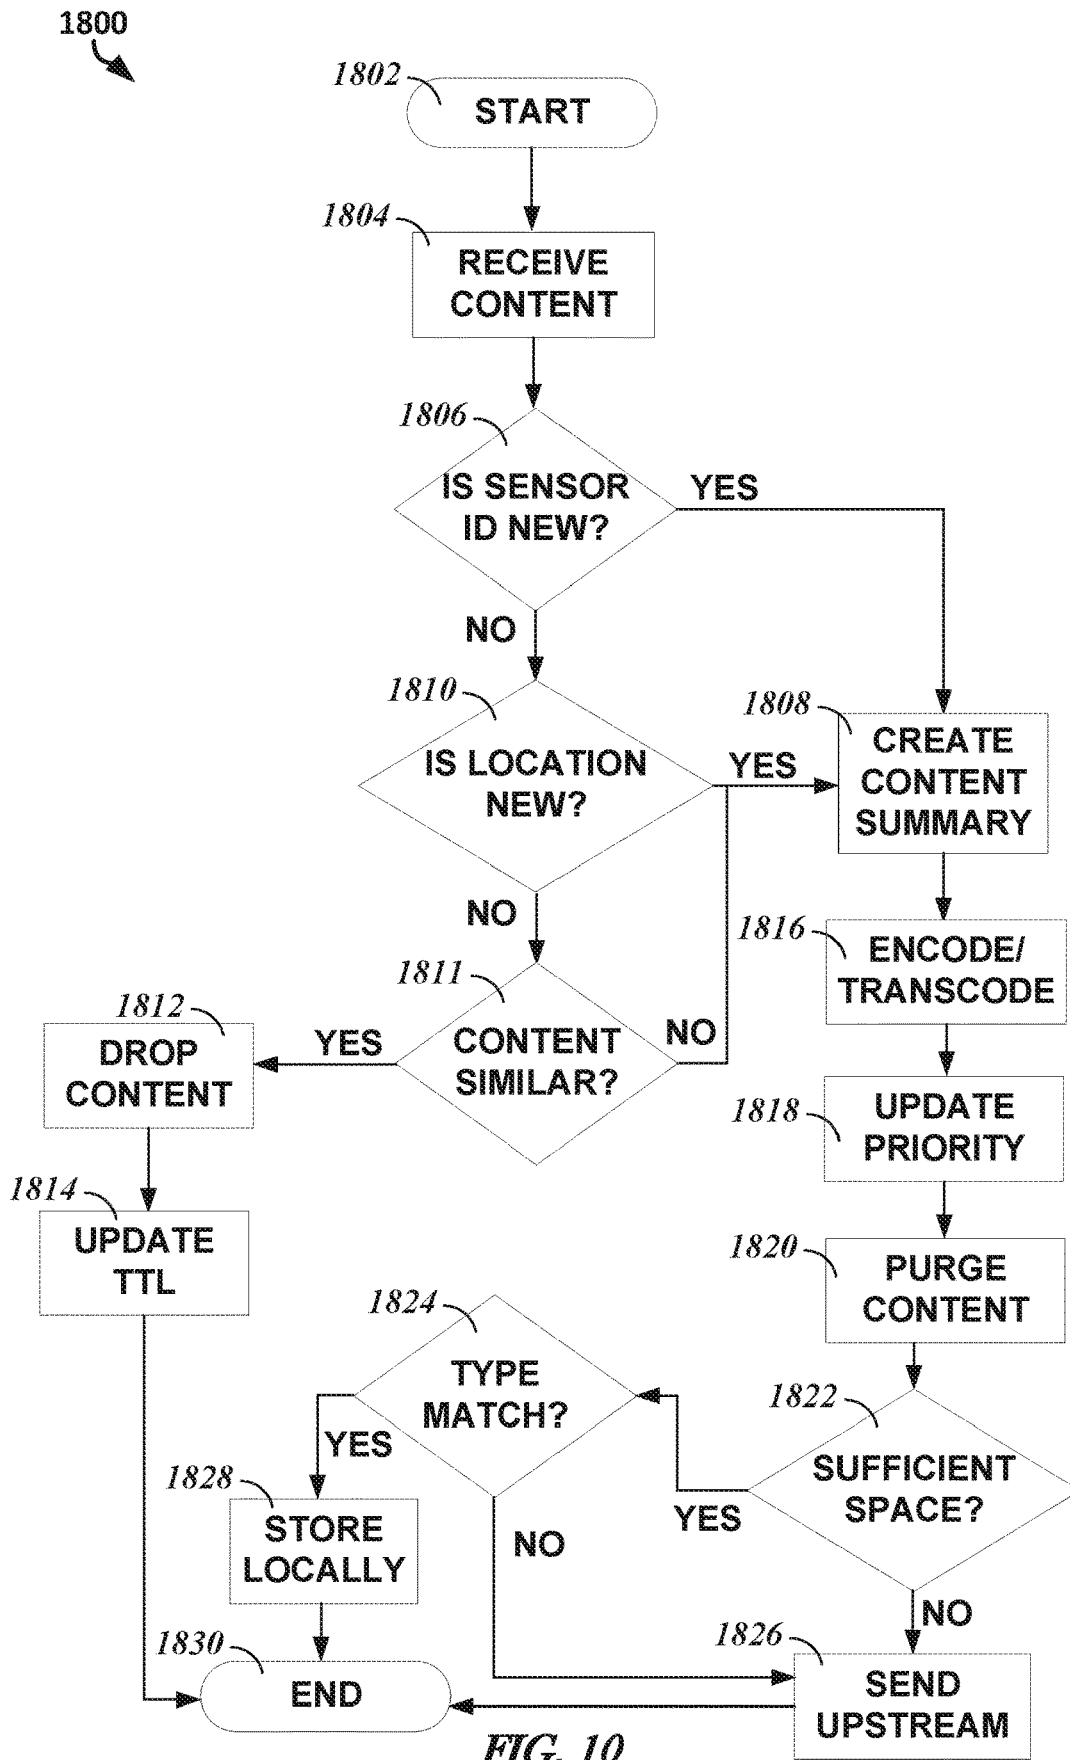 1800
1802
START
1804
RECEIVE
CONTENT
1806
IS SENSOR
ID NEW?
YES
NO
1810
IS LOCATION
NEW?
YES
1808
CREATE
CONTENT
SUMMARY
NO
1811
CONTENT
SIMILAR?
YES
NO
1812
DROP
CONTENT
1816
ENCODE/
TRANSCODE
1818
UPDATE
PRIORITY
1814
UPDATE
TTL
1820
PURGE
CONTENT
1824
TYPE
MATCH?
1822
SUFFICIENT
SPACE?
YES
YES
NO
1828
STORE
LOCALLY
NO
1830
END
1826
SEND
UPSTREAM
FIG. 10